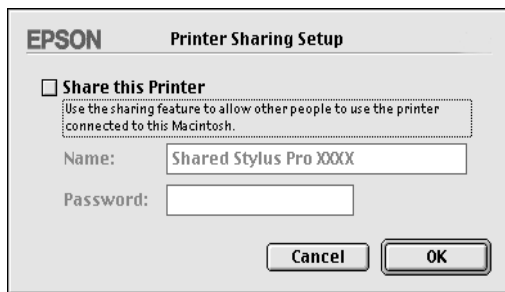 EPSON Printer Sharing Setup
Share this Printer
Use the sharing feature to allow other people to use the printer
connected to this Macintosh.
Name: Shared Stylus Pro XXXX
Password:
Cancel OK